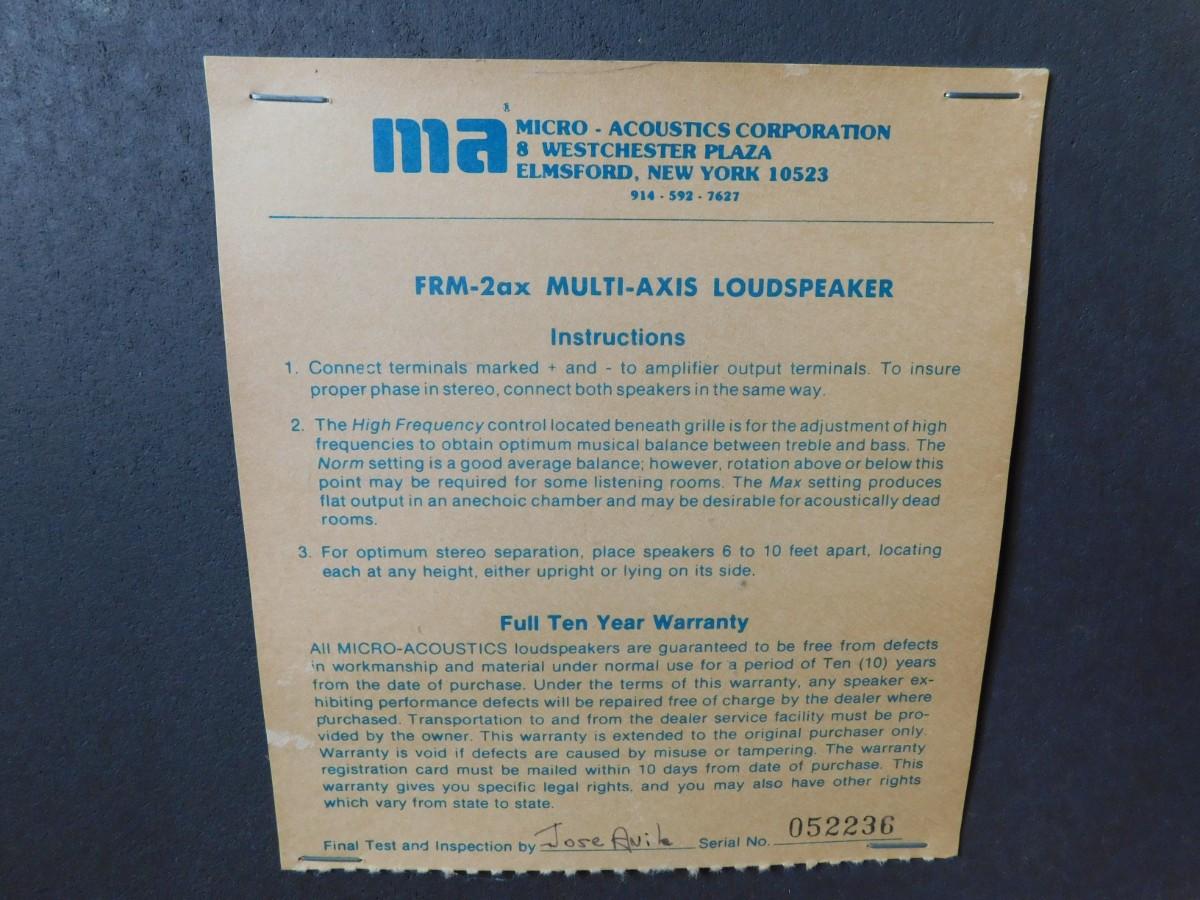 ma MICRO - ACOUSTICS CORPORATION
8 WESTCHESTER PLAZA
ELMSFORD, NEW YORK 10523
914 - 592 - 7627
FRM-2ax MULTI-AXIS LOUDSPEAKER
Instructions
1. Connect terminals marked + and - to amplifier output terminals. To insure
proper phase in stereo, connect both speakers in the same way.
2. The High Frequency control located beneath grille is for the adjustment of high
frequencies to obtain optimum musical balance between treble and bass. The
Norm setting is a good average balance; however, rotation above or below this
point may be required for some listening rooms. The Max setting produces
flat output in an anechoic chamber and may be desirable for acoustically dead
rooms.
3. For optimum stereo separation, place speakers 6 to 10 feet apart, locating
each at any height, either upright or lying on its side.
Full Ten Year Warranty
All MICRO-ACOUSTICS loudspeakers are guaranteed to be free from defects
in workmanship and material under normal use for a period of Ten (10) years
from the date of purchase. Under the terms of this warranty, any speaker ex-
hibiting performance defects will be repaired free of charge by the dealer where
purchased. Transportation to and from the dealer service facility must be pro-
vided by the owner. This warranty is extended to the original purchaser only.
Warranty is void if defects are caused by misuse or tampering. The warranty
registration card must be mailed within 10 days from date of purchase. This
warranty gives you specific legal rights, and you may also have other rights
which vary from state to state.
Final Test and Inspection by Jose Avila Serial No. 052236